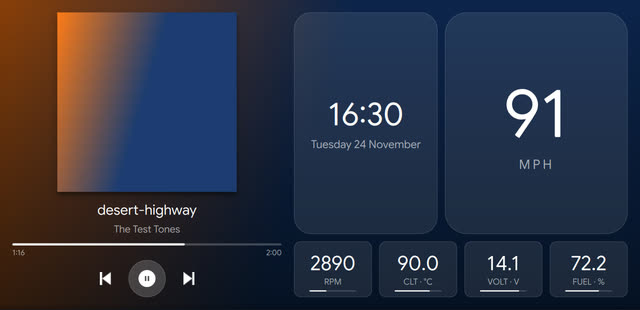 desert-highway
The Test Tones
1:16
2:00
16:30
Tuesday 24 November
91
MPH
2890
RPM
90.0
CLT · °C
14.1
VOLT · V
72.2
FUEL · %